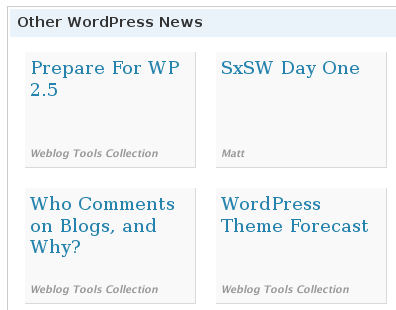 Other WordPress News
Prepare For WP
2.5
Weblog Tools Collection
SxSW Day One
Matt
Who Comments
on Blogs, and
Why?
Weblog Tools Collection
WordPress
Theme Forecast
Weblog Tools Collection